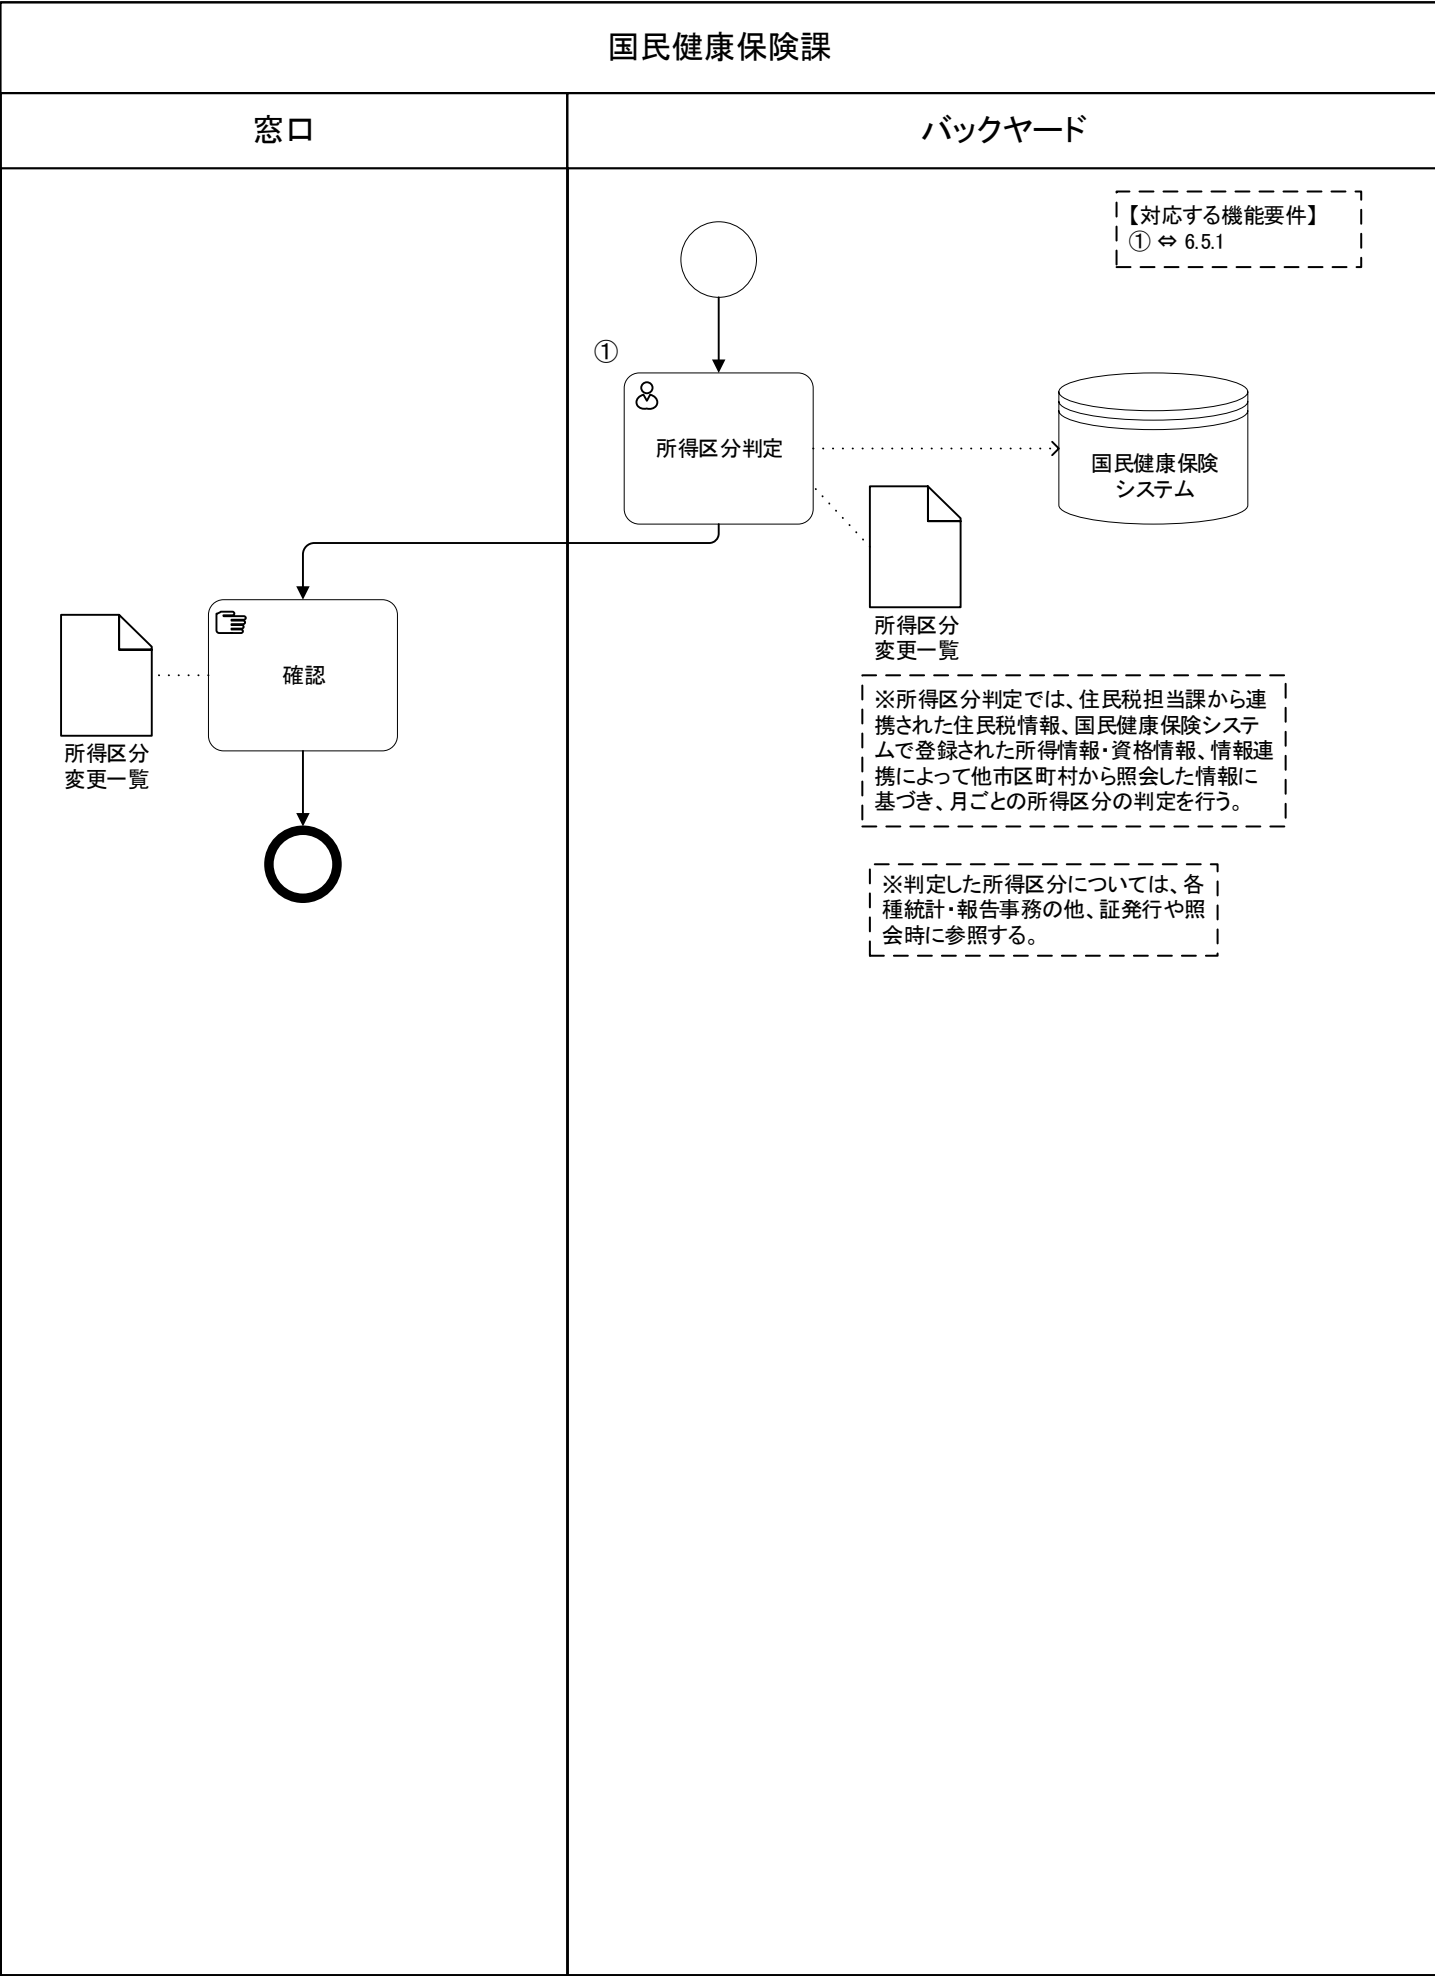 国民健康保険課
窓口
バックヤード
【対応する機能要件】
① ⇔ 6.5.1
①
所得区分判定
国民健康保険
システム
所得区分
変更一覧
確認
所得区分
変更一覧
※所得区分判定では、住民税担当課から連
携された住民税情報、国民健康保険システ
ムで登録された所得情報・資格情報、情報連
携によって他市区町村から照会した情報に
基づき、月ごとの所得区分の判定を行う。
※判定した所得区分については、各
種統計・報告事務の他、証発行や照
会時に参照する。